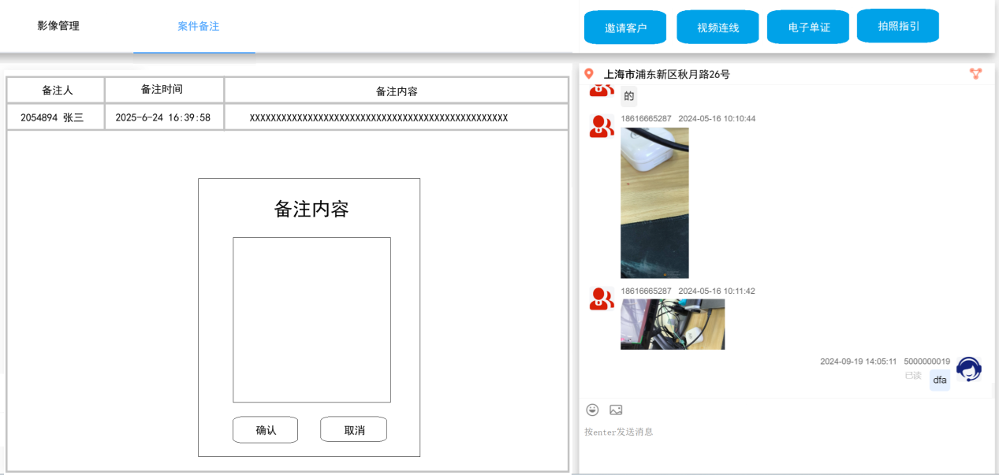 影像管理
案件备注
邀请客户
视频连线
电子单证
拍照指引
备注人
备注时间
备注内容
2054894 张三
2025-6-24 16:39:58
XXXXXXXXXXXXXXXXXXXXXXXXXXXXXXXXXXXXXXXXXXXXXXXXX
备注内容
确认
取消
上海市浦东新区秋月路26号
的
18616665287 2024-05-16 10:10:44
18616665287 2024-05-16 10:11:42
2024-09-19 14:05:11 5000000019
已读
dfa
按enter发送消息